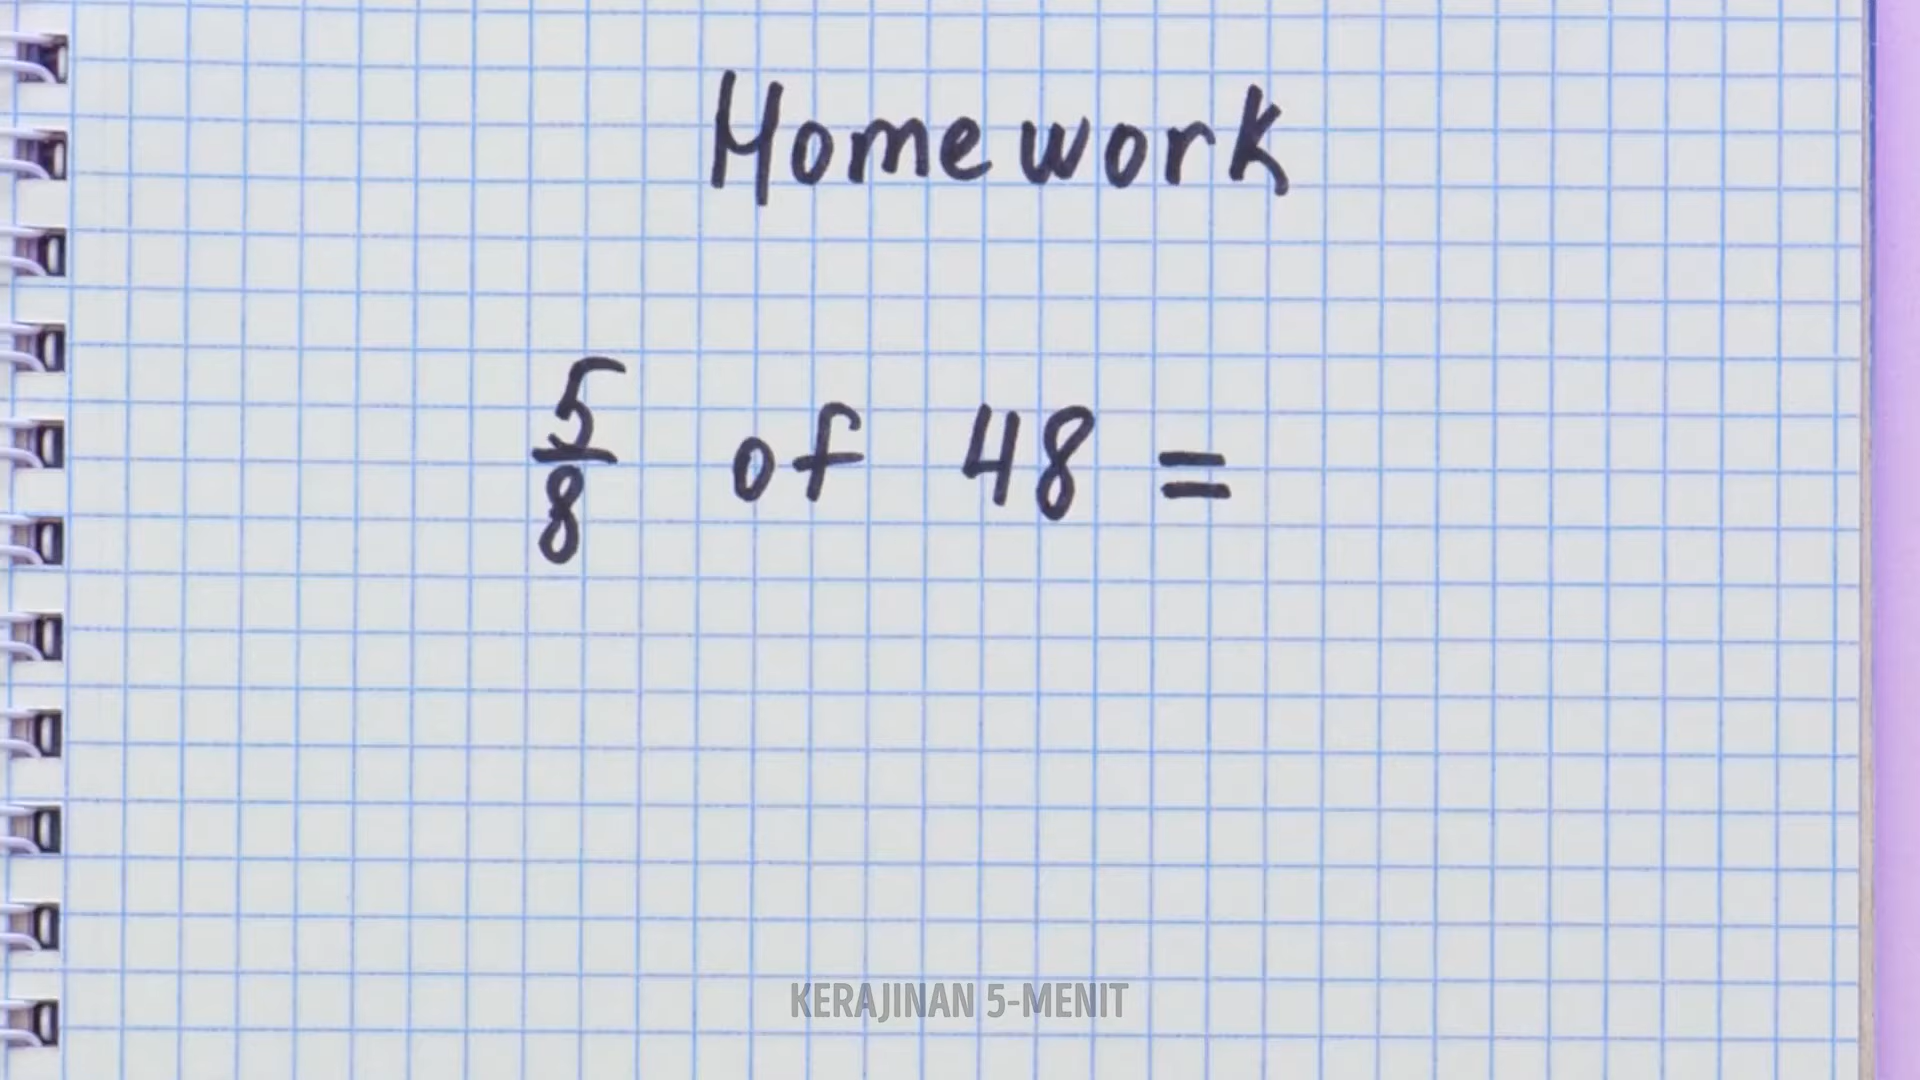 Homework
5/8 of 48 =
KERAJINAN 5-MENIT